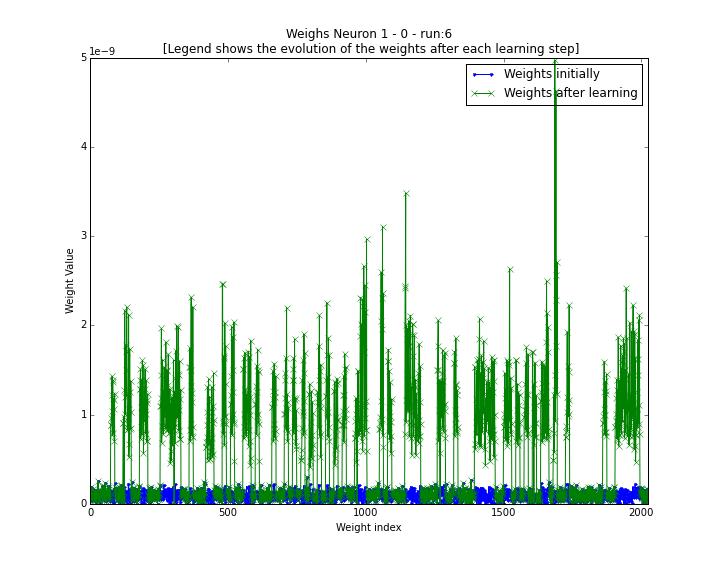 Weighs Neuron 1 - 0 - run:6
[Legend shows the evolution of the weights after each learning step]
1e−9
Weights initially
Weights after learning
5
4
3
2
1
0
Weight Value
0 500 1000 1500 2000
Weight index